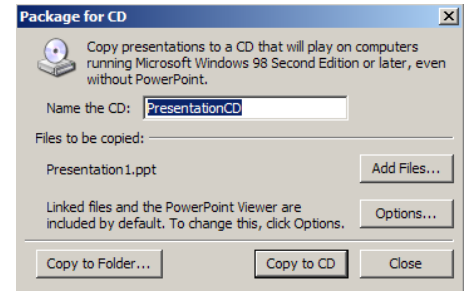 Package for CD
Copy presentations to a CD that will play on computers
running Microsoft Windows 98 Second Edition or later, even
without PowerPoint.
Name the CD: PresentationCD
Files to be copied:
Presentation1.ppt
Add Files...
Linked files and the PowerPoint Viewer are
included by default. To change this, click Options.
Options...
Copy to Folder... Copy to CD Close